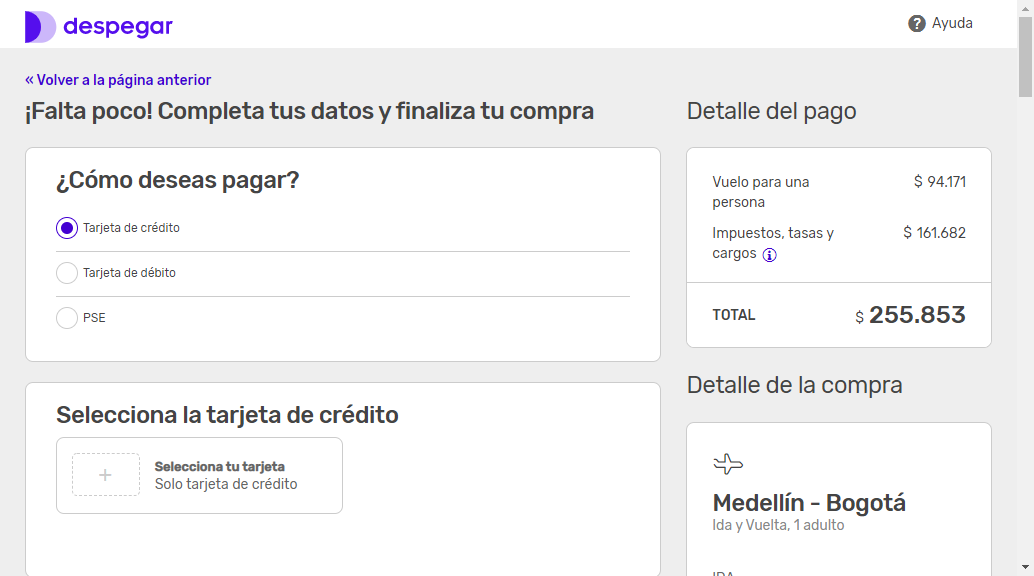 despegar
Ayuda
« Volver a la página anterior
¡Falta poco! Completa tus datos y finaliza tu compra
¿Cómo deseas pagar?
Tarjeta de crédito
Tarjeta de débito
PSE
Selecciona la tarjeta de crédito
Selecciona tu tarjeta
Solo tarjeta de crédito
Detalle del pago
Vuelo para una $ 94.171
persona
Impuestos, tasas y $ 161.682
cargos
TOTAL $ 255.853
Detalle de la compra
Medellín - Bogotá
Ida y Vuelta, 1 adulto
IDA